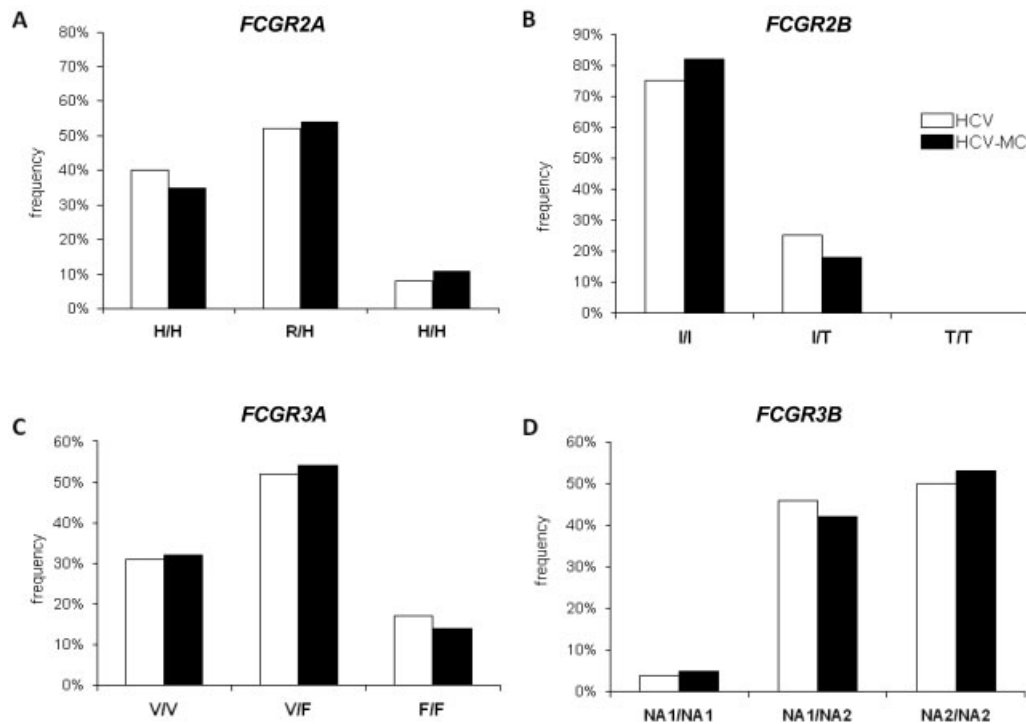 A
FCGR2A
80%
70%
60%
50%
40%
30%
20%
10%
0%
frequency
H/H R/H H/H
B
FCGR2B
90%
80%
70%
60%
50%
40%
30%
20%
10%
0%
frequency
HCV
HCV-MC
I/I I/T T/T
C
FCGR3A
60%
50%
40%
30%
20%
10%
0%
frequency
V/V V/F F/F
D
FCGR3B
60%
50%
40%
30%
20%
10%
0%
frequency
NA1/NA1 NA1/NA2 NA2/NA2